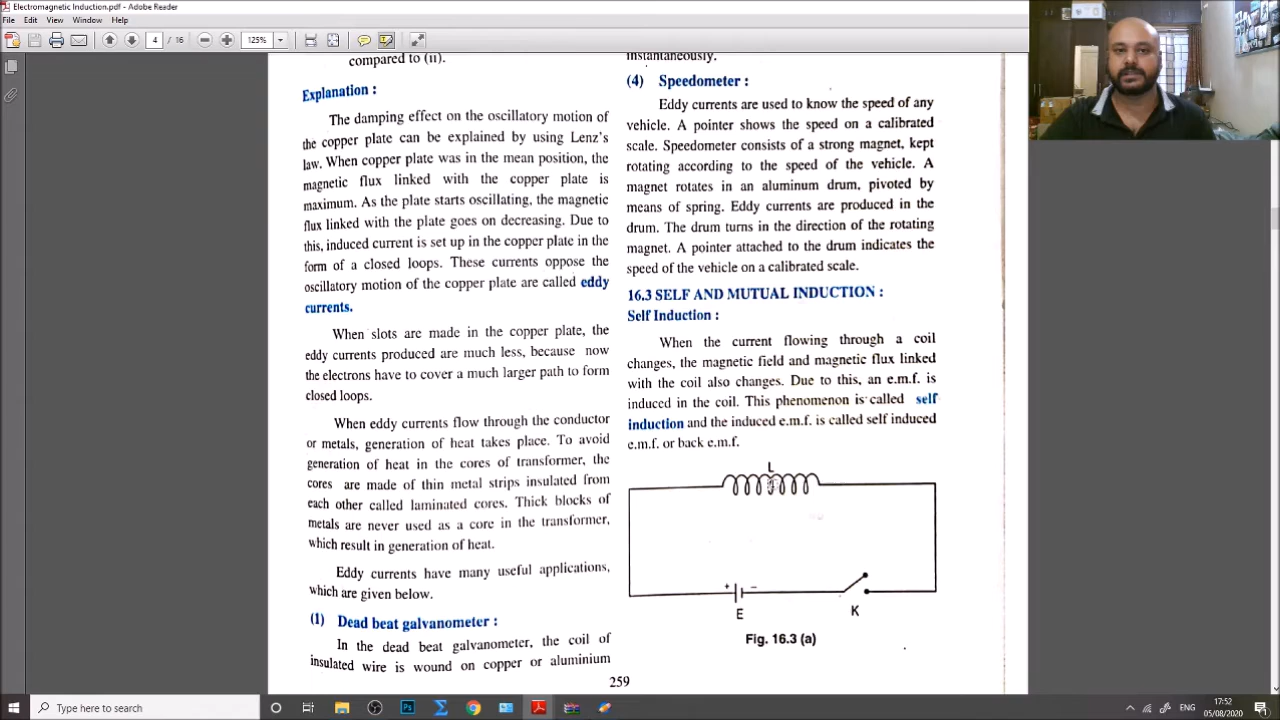 Electromagnetic Induction.pdf - Adobe Reader
File Edit View Window Help
4 / 16 125%
compared to (ii).
Explanation :
The damping effect on the oscillatory motion of
the copper plate can be explained by using Lenz's
law. When copper plate was in the mean position, the
magnetic flux linked with the copper plate is
maximum. As the plate starts oscillating, the magnetic
flux linked with the plate goes on decreasing. Due to
this, induced current is set up in the copper plate in the
form of a closed loops. These currents oppose the
oscillatory motion of the copper plate are called eddy
currents.
When slots are made in the copper plate, the
eddy currents produced are much less, because now
the electrons have to cover a much larger path to form
closed loops.
When eddy currents flow through the conductor
or metals, generation of heat takes place. To avoid
generation of heat in the cores of transformer, the
cores are made of thin metal strips insulated from
each other called laminated cores. Thick blocks of
metals are never used as a core in the transformer,
which result in generation of heat.
Eddy currents have many useful applications,
which are given below.
(1) Dead beat galvanometer :
In the dead beat galvanometer, the coil of
insulated wire is wound on copper or aluminium
instantaneously.
(4) Speedometer :
Eddy currents are used to know the speed of any
vehicle. A pointer shows the speed on a calibrated
scale. Speedometer consists of a strong magnet, kept
rotating according to the speed of the vehicle. A
magnet rotates in an aluminum drum, pivoted by
means of spring. Eddy currents are produced in the
drum. The drum turns in the direction of the rotating
magnet. A pointer attached to the drum indicates the
speed of the vehicle on a calibrated scale.
16.3 SELF AND MUTUAL INDUCTION :
Self Induction :
When the current flowing through a coil
changes, the magnetic field and magnetic flux linked
with the coil also changes. Due to this, an e.m.f. is
induced in the coil. This phenomenon is called self
induction and the induced e.m.f. is called self induced
e.m.f. or back e.m.f.
L
+ −
E K
Fig. 16.3 (a)
259
Type here to search
ENG
17:52
05/08/2020